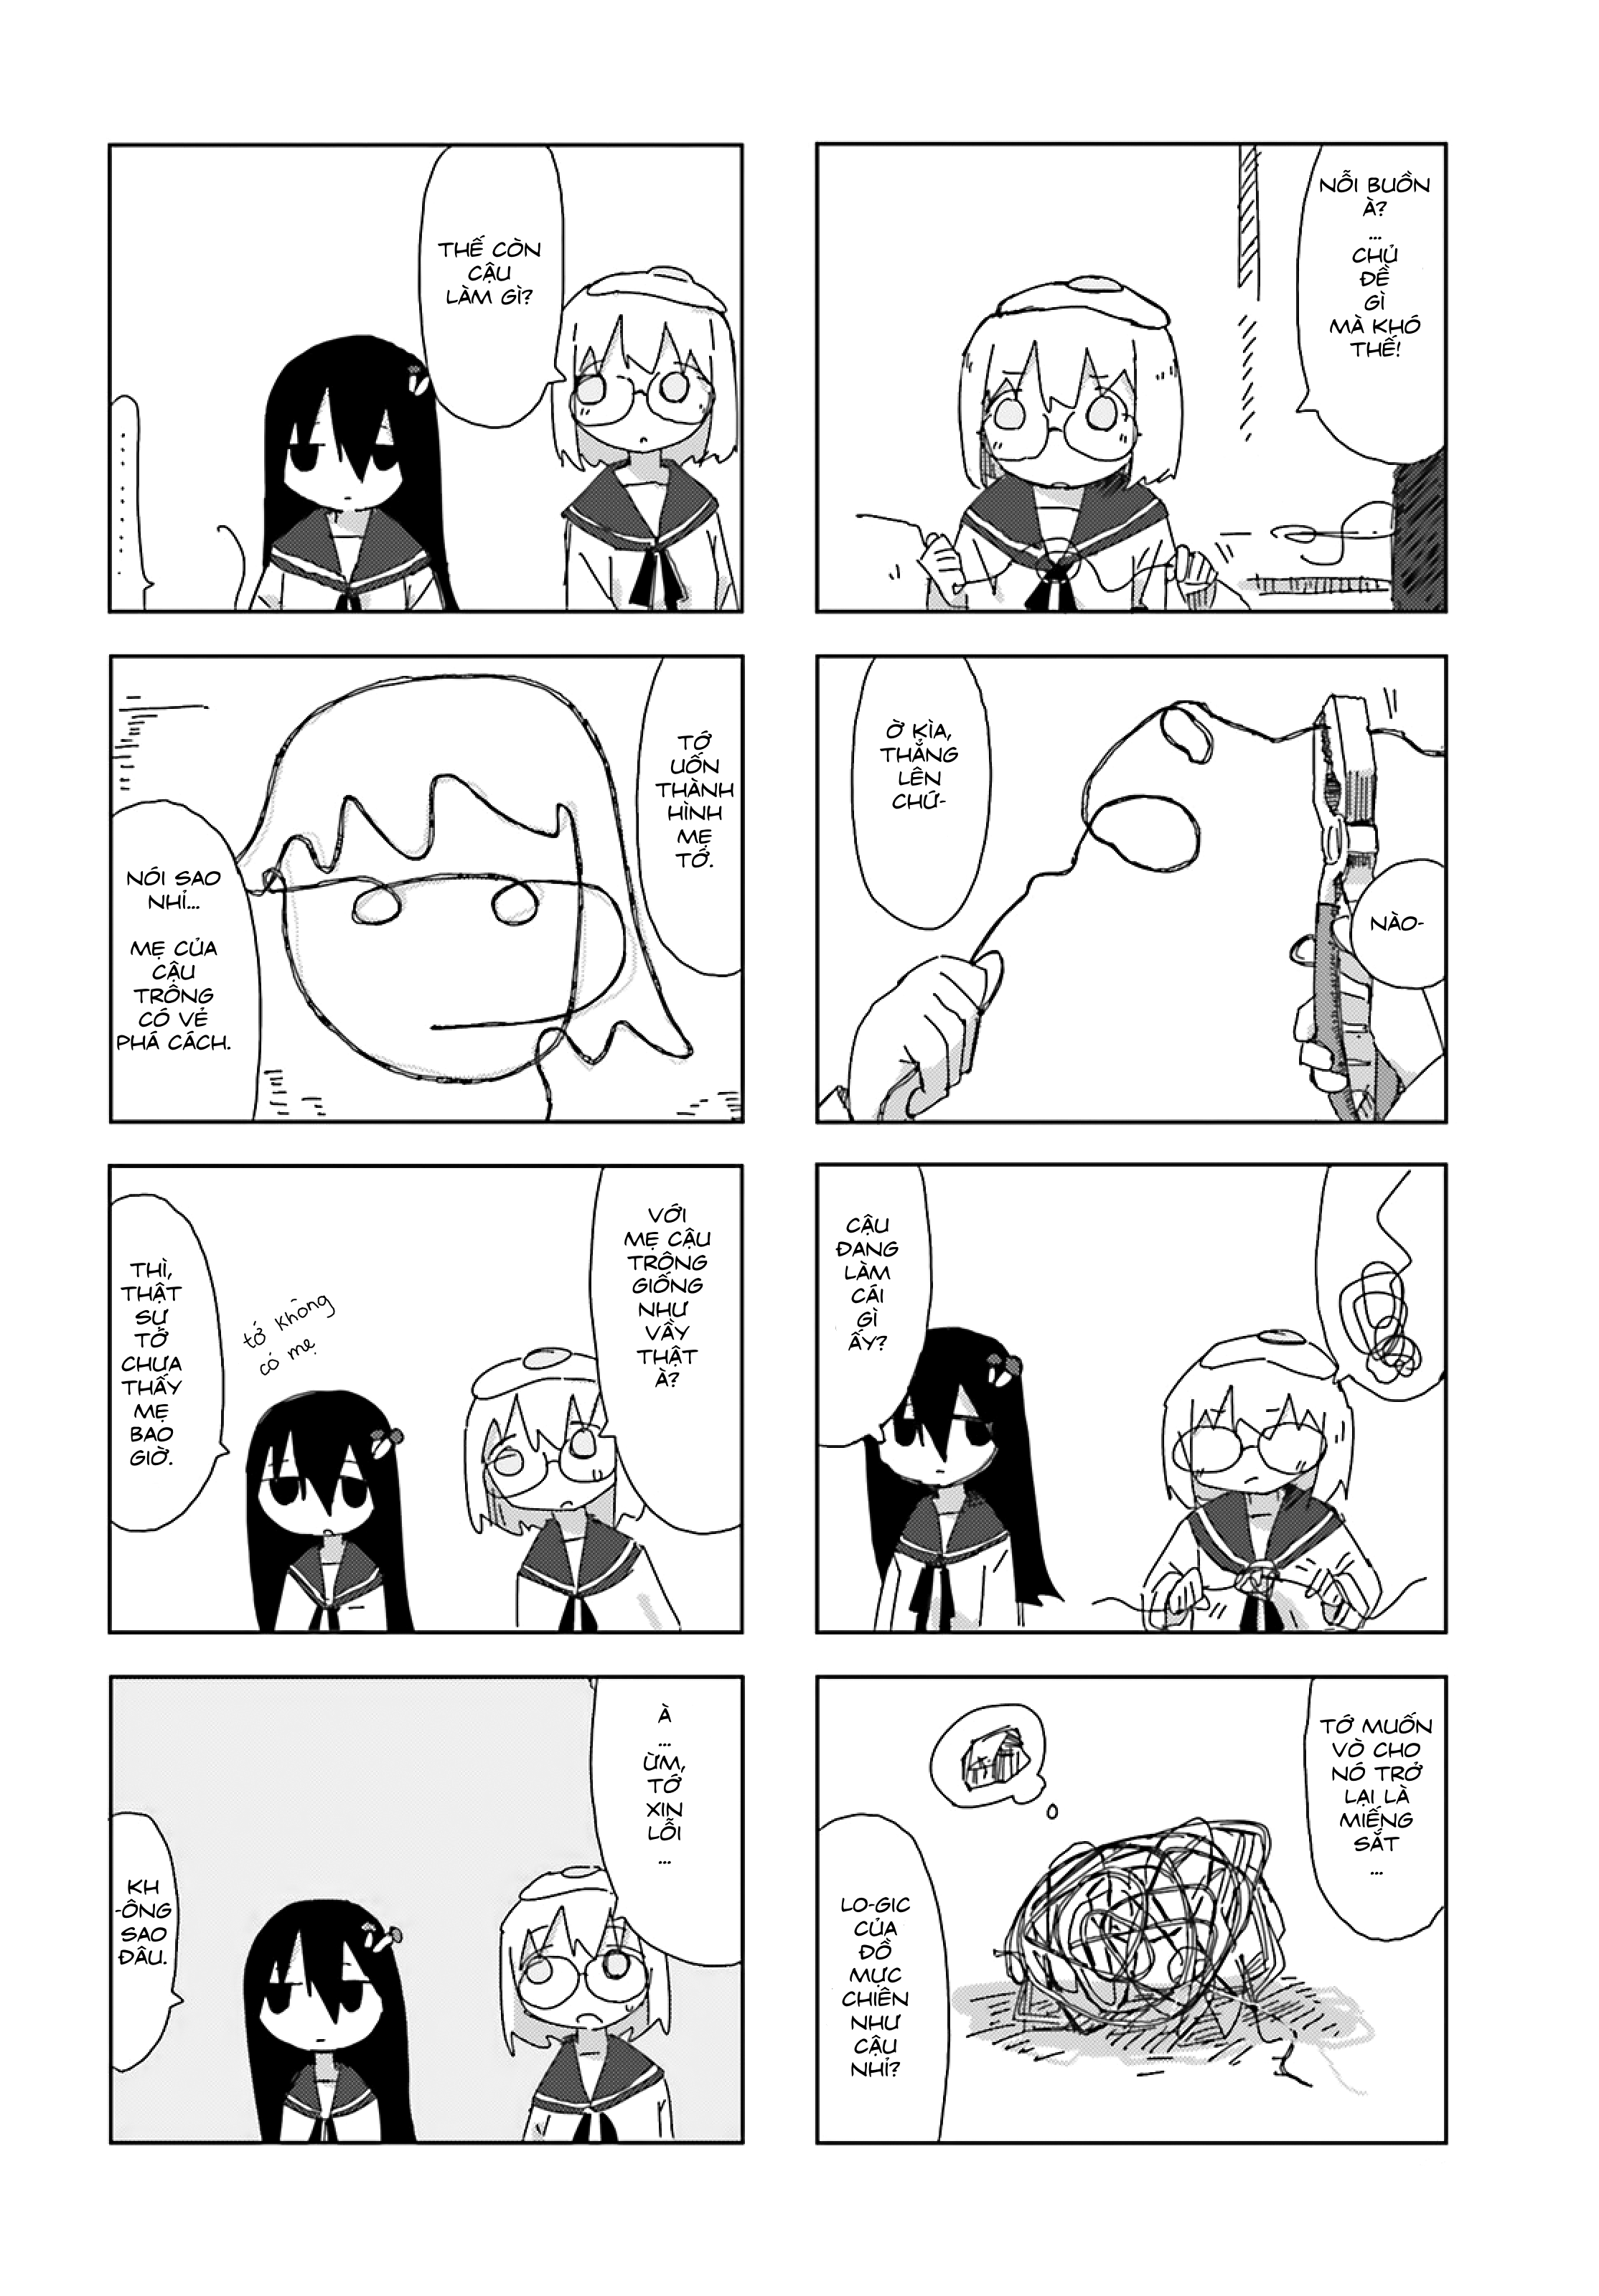 NỖI BUỒN
À?
...
CHỦ
ĐỀ
GÌ
MÀ KHÓ
THẾ!
NÀO-
Ờ KÌA,
THẲNG
LÊN
CHỨ-
CẬU
ĐANG
LÀM
CÁI
GÌ
ẤY?
TỚ MUỐN
VÒ CHO
NÓ TRỞ
LẠI LÀ
MIẾNG
SẮT
...
LO-GIC
CỦA
ĐỒ
MỰC
CHIÊN
NHƯ
CẬU
NHỈ?
THẾ CÒN
CẬU
LÀM GÌ?
........
TỚ
UỐN
THÀNH
HÌNH
MẸ
TỚ.
NÓI SAO
NHỈ...
MẸ CỦA
CẬU
TRÔNG
CÓ VẺ
PHÁ CÁCH.
VỚI
MẸ CẬU
TRÔNG
GIỐNG
NHƯ
VẦY
THẬT
À?
THÌ,
THẬT
SỰ
TỚ
CHƯA
THẤY
MẸ
BAO
GIỜ.
tớ không
có mẹ
À
...
ỪM,
TỚ
XIN
LỖI
...
KH
-ÔNG
SAO
ĐÂU.